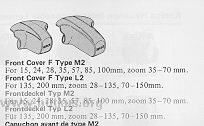 Front Cover F Type M2
For 15, 24, 28, 35, 57, 85, 100mm, zoom 35–70 mm.
Front Cover F Type L2
For 135, 200 mm, zoom 28–135, 70–150mm.
Frontdeckel Typ M2
Für 15, 24, 28, 35, 57, 85, 100 mm, zoom 35–70 mm.
Frontdeckel Typ L2
Für 135, 200 mm, zoom 28–135, 70–150 mm.
Capuchon avant de type M2